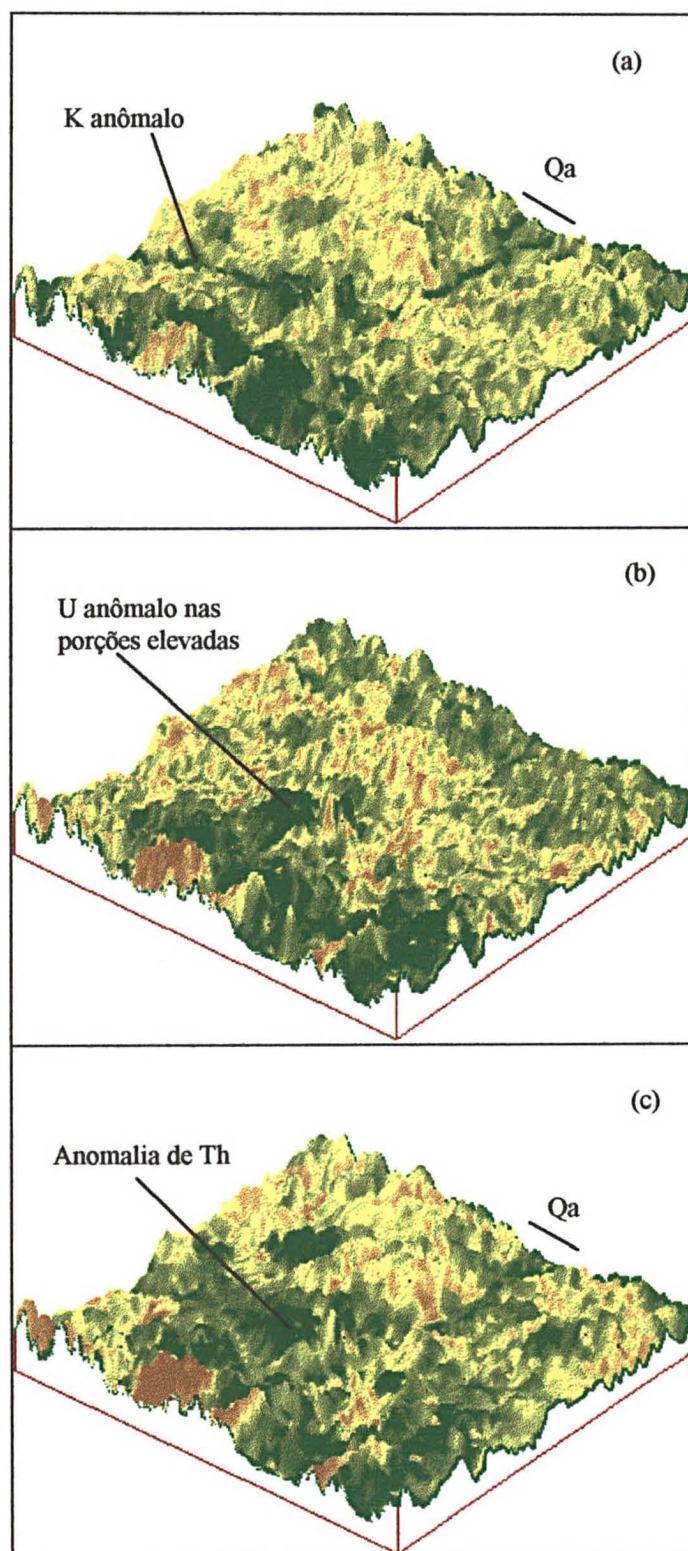 (a)
K anômalo
Qa
(b)
U anômalo nas
porções elevadas
(c)
Anomalia de Th
Qa